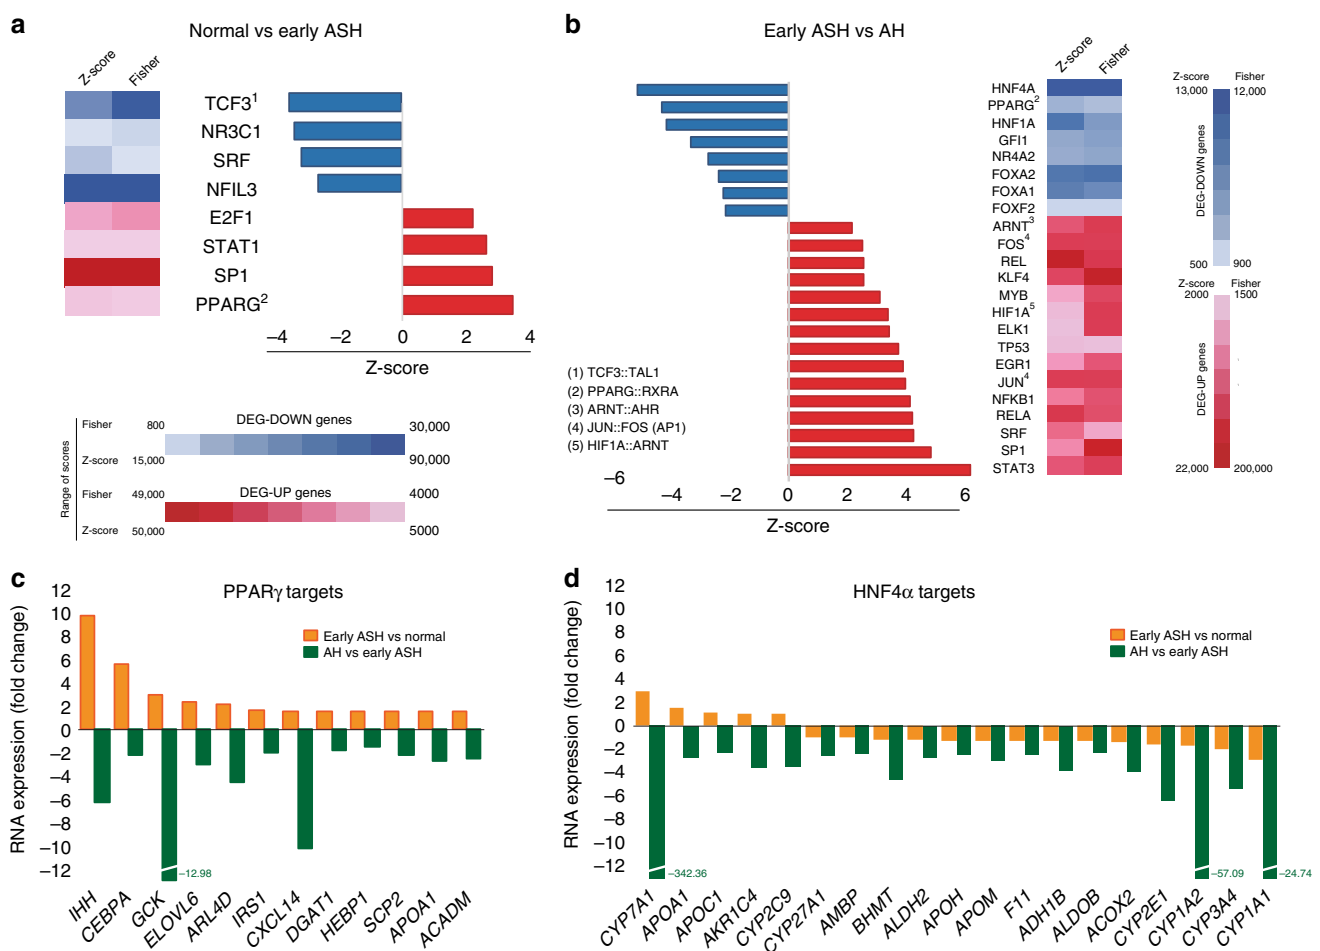 a
Normal vs early ASH
Z-score
Fisher
TCF3¹
NR3C1
SRF
NFIL3
E2F1
STAT1
SP1
PPARG²
−4
−2
0
2
4
Z-score
Range of scores
Fisher
800
DEG-DOWN genes
30,000
Z-score
15,000
90,000
Fisher
49,000
DEG-UP genes
4000
Z-score
50,000
5000
b
Early ASH vs AH
Z-score
Fisher
HNF4A
PPARG²
HNF1A
GFI1
NR4A2
FOXA2
FOXA1
FOXF2
ARNT³
FOS⁴
REL
KLF4
MYB
HIF1A⁵
ELK1
TP53
EGR1
JUN⁴
NFKB1
RELA
SRF
SP1
STAT3
(1) TCF3::TAL1
(2) PPARG::RXRA
(3) ARNT::AHR
(4) JUN::FOS (AP1)
(5) HIF1A::ARNT
−6
−4
−2
0
2
4
6
Z-score
Z-score
Fisher
13,000
12,000
DEG-DOWN genes
500
900
Z-score
Fisher
2000
1500
DEG-UP genes
22,000
200,000
c
PPARγ targets
RNA expression (fold change)
12
10
8
6
4
2
0
−2
−4
−6
−8
−10
−12
Early ASH vs normal
AH vs early ASH
−12.98
IHH
CEBPA
GCK
ELOVL6
ARL4D
IRS1
CXCL14
DGAT1
HEBP1
SCP2
APOA1
ACADM
d
HNF4α targets
RNA expression (fold change)
12
10
8
6
4
2
0
−2
−4
−6
−8
−10
−12
Early ASH vs normal
AH vs early ASH
−342.36
−57.09
−24.74
CYP7A1
APOA1
APOC1
AKR1C4
CYP2C9
CYP27A1
AMBP
BHMT
ALDH2
APOH
APOM
F11
ADH1B
ALDOB
ACOX2
CYP2E1
CYP1A2
CYP3A4
CYP1A1